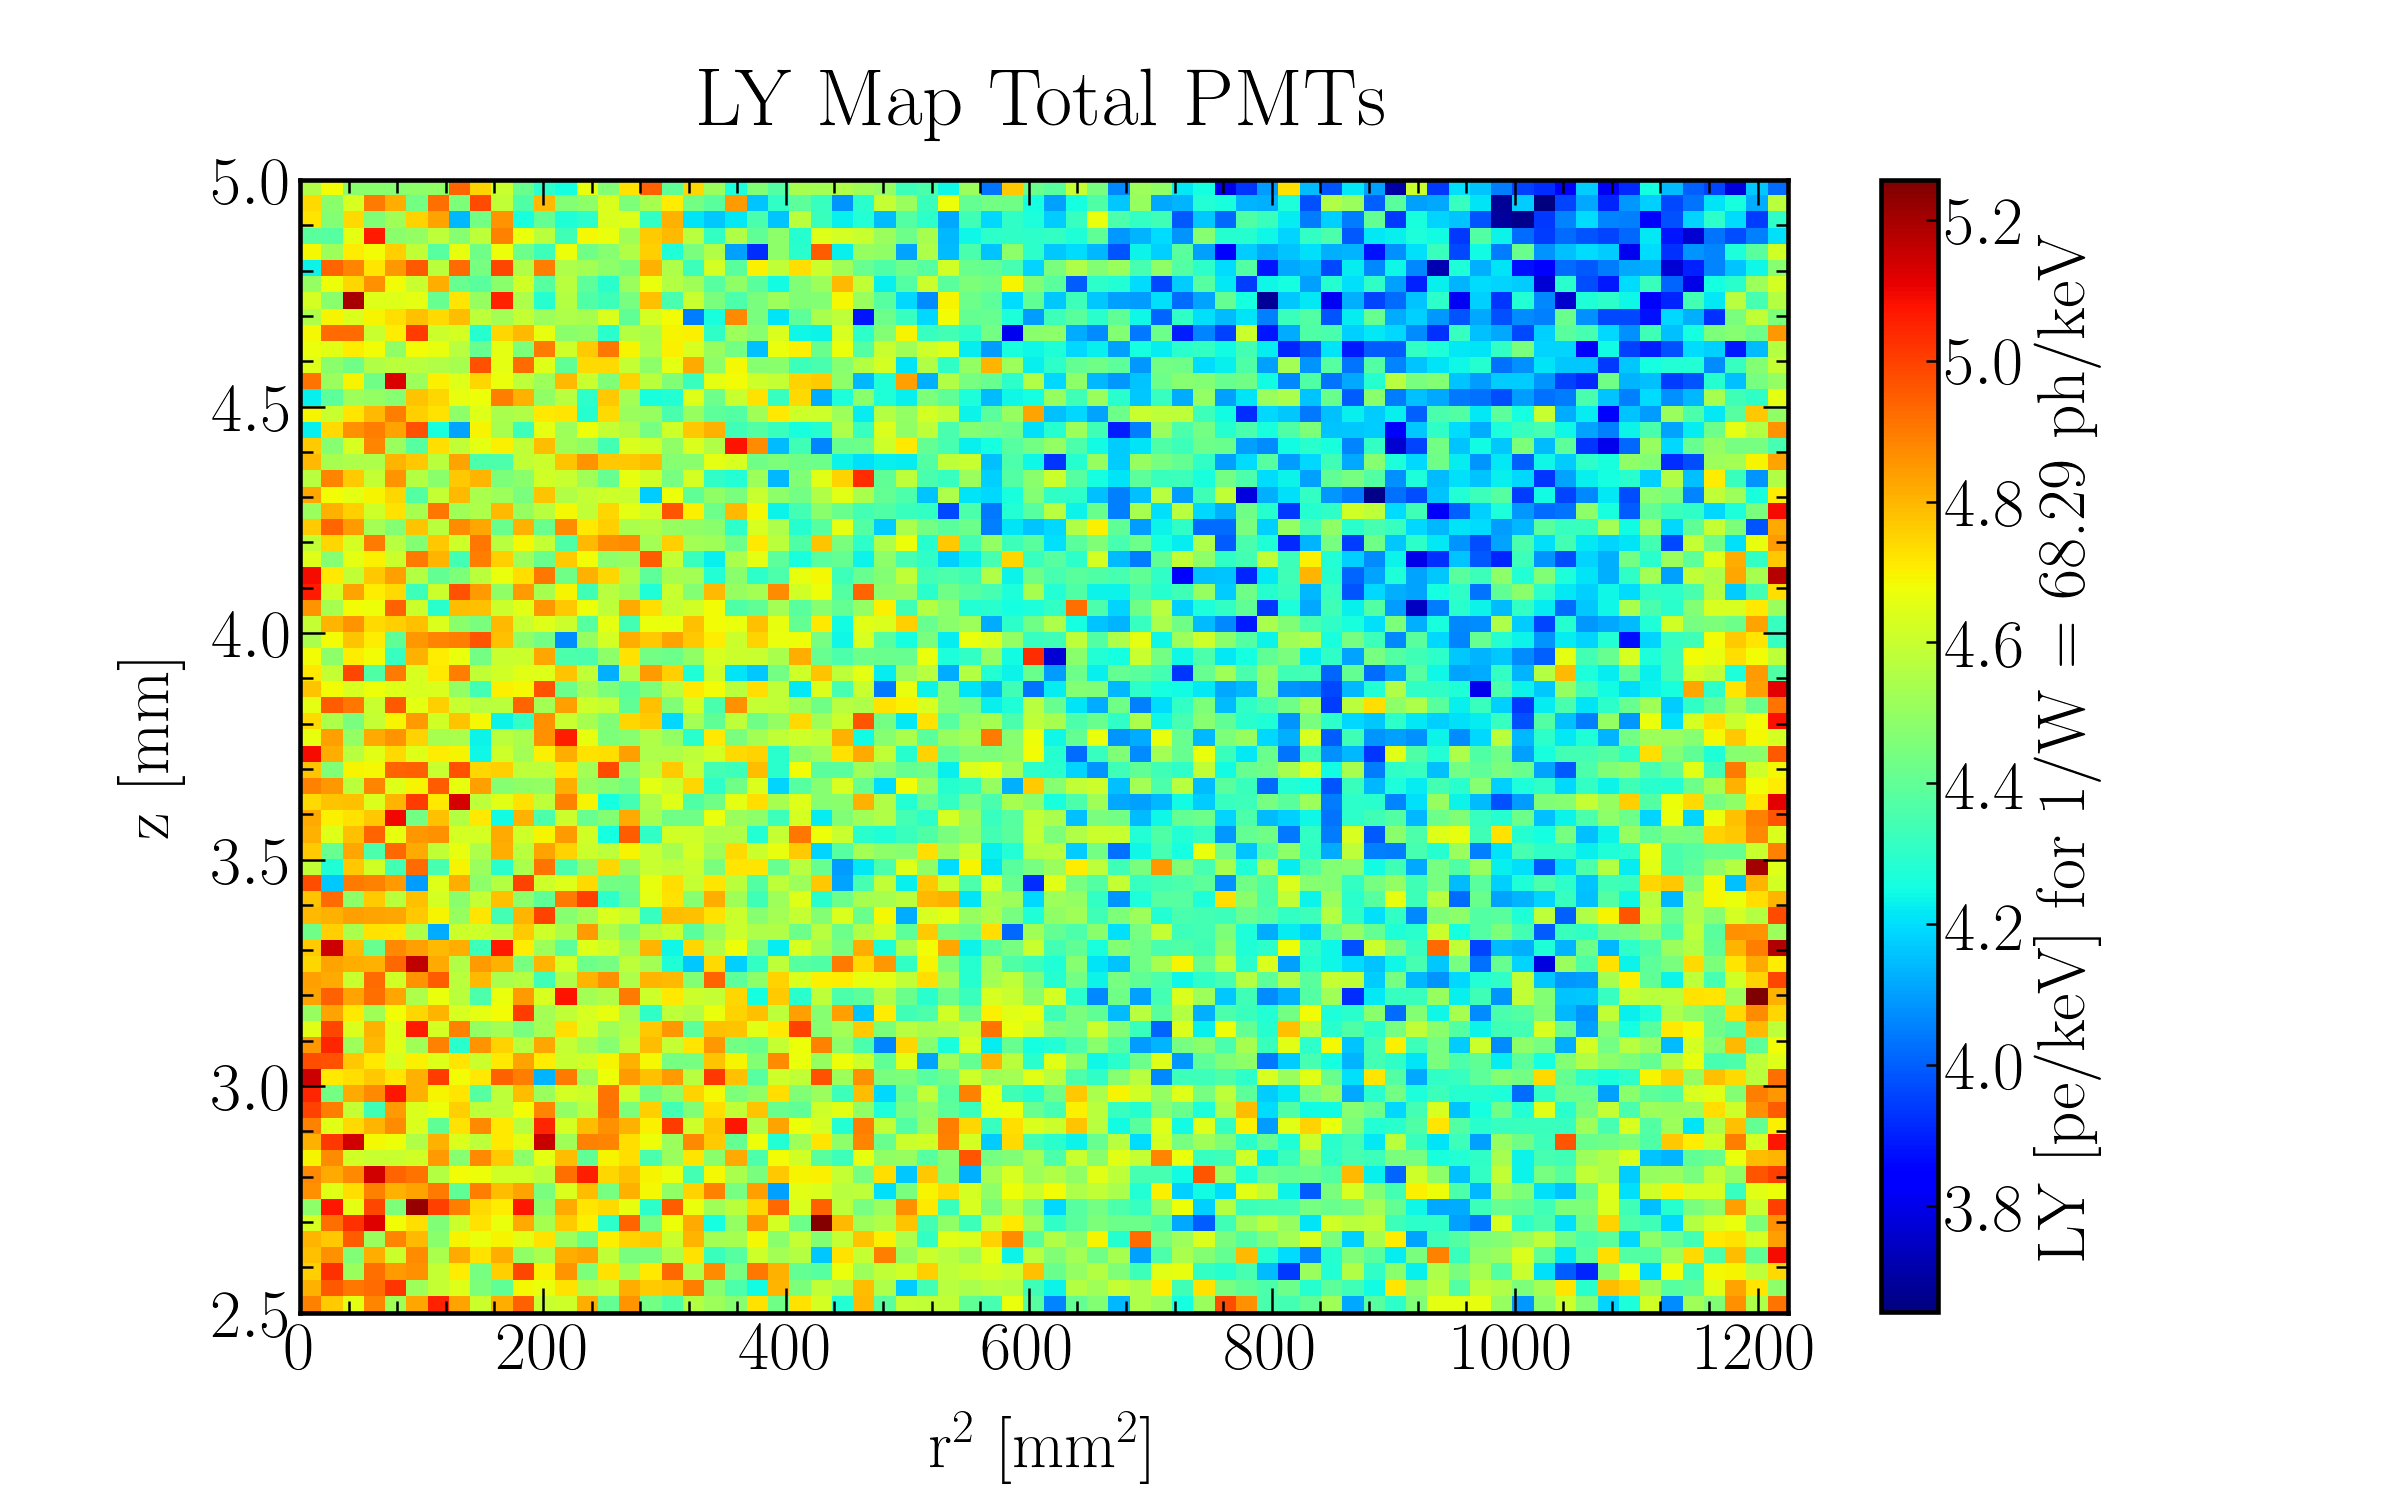 LY Map Total PMTs
5.0
4.5
4.0
3.5
3.0
2.5
z [mm]
0 200 400 600 800 1000 1200
r² [mm²]
5.2
5.0
4.8
4.6
4.4
4.2
4.0
3.8
LY [pe/keV] for 1/W = 68.29 ph/keV